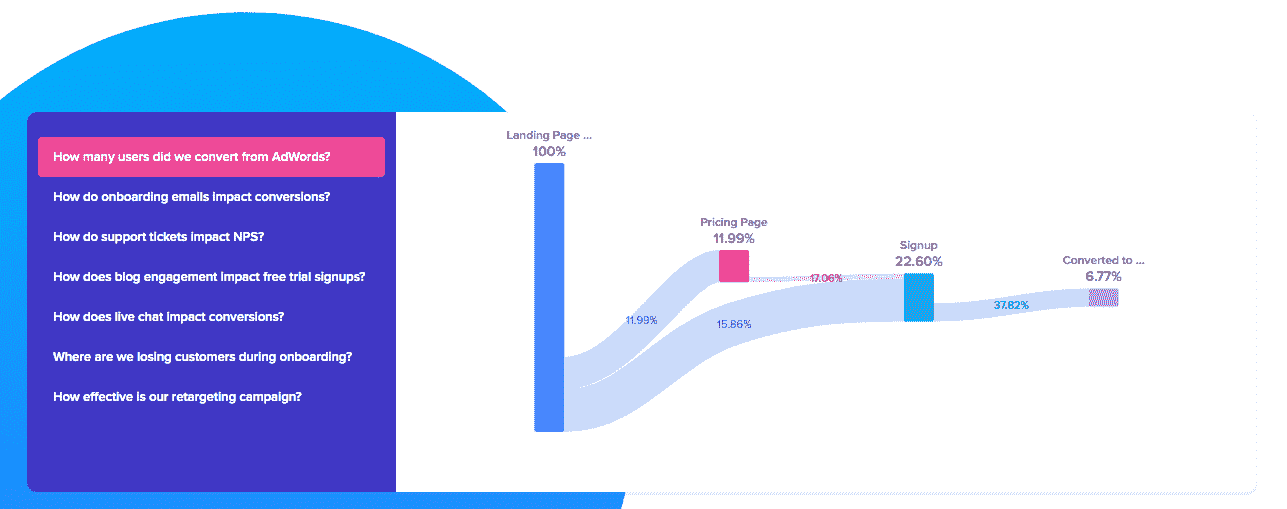 How many users did we convert from AdWords?
How do onboarding emails impact conversions?
How do support tickets impact NPS?
How does blog engagement impact free trial signups?
How does live chat impact conversions?
Where are we losing customers during onboarding?
How effective is our retargeting campaign?
Landing Page ...
100%
Pricing Page
11.99%
Signup
22.60%
Converted to ...
6.77%
11.99%
15.86%
17.06%
37.82%